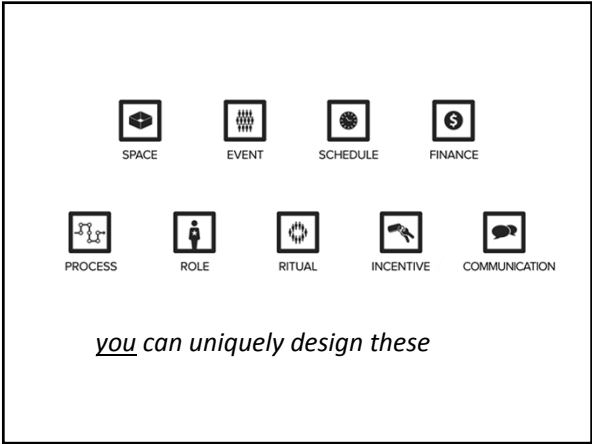 SPACE EVENT SCHEDULE FINANCE
PROCESS ROLE RITUAL INCENTIVE COMMUNICATION
you can uniquely design these